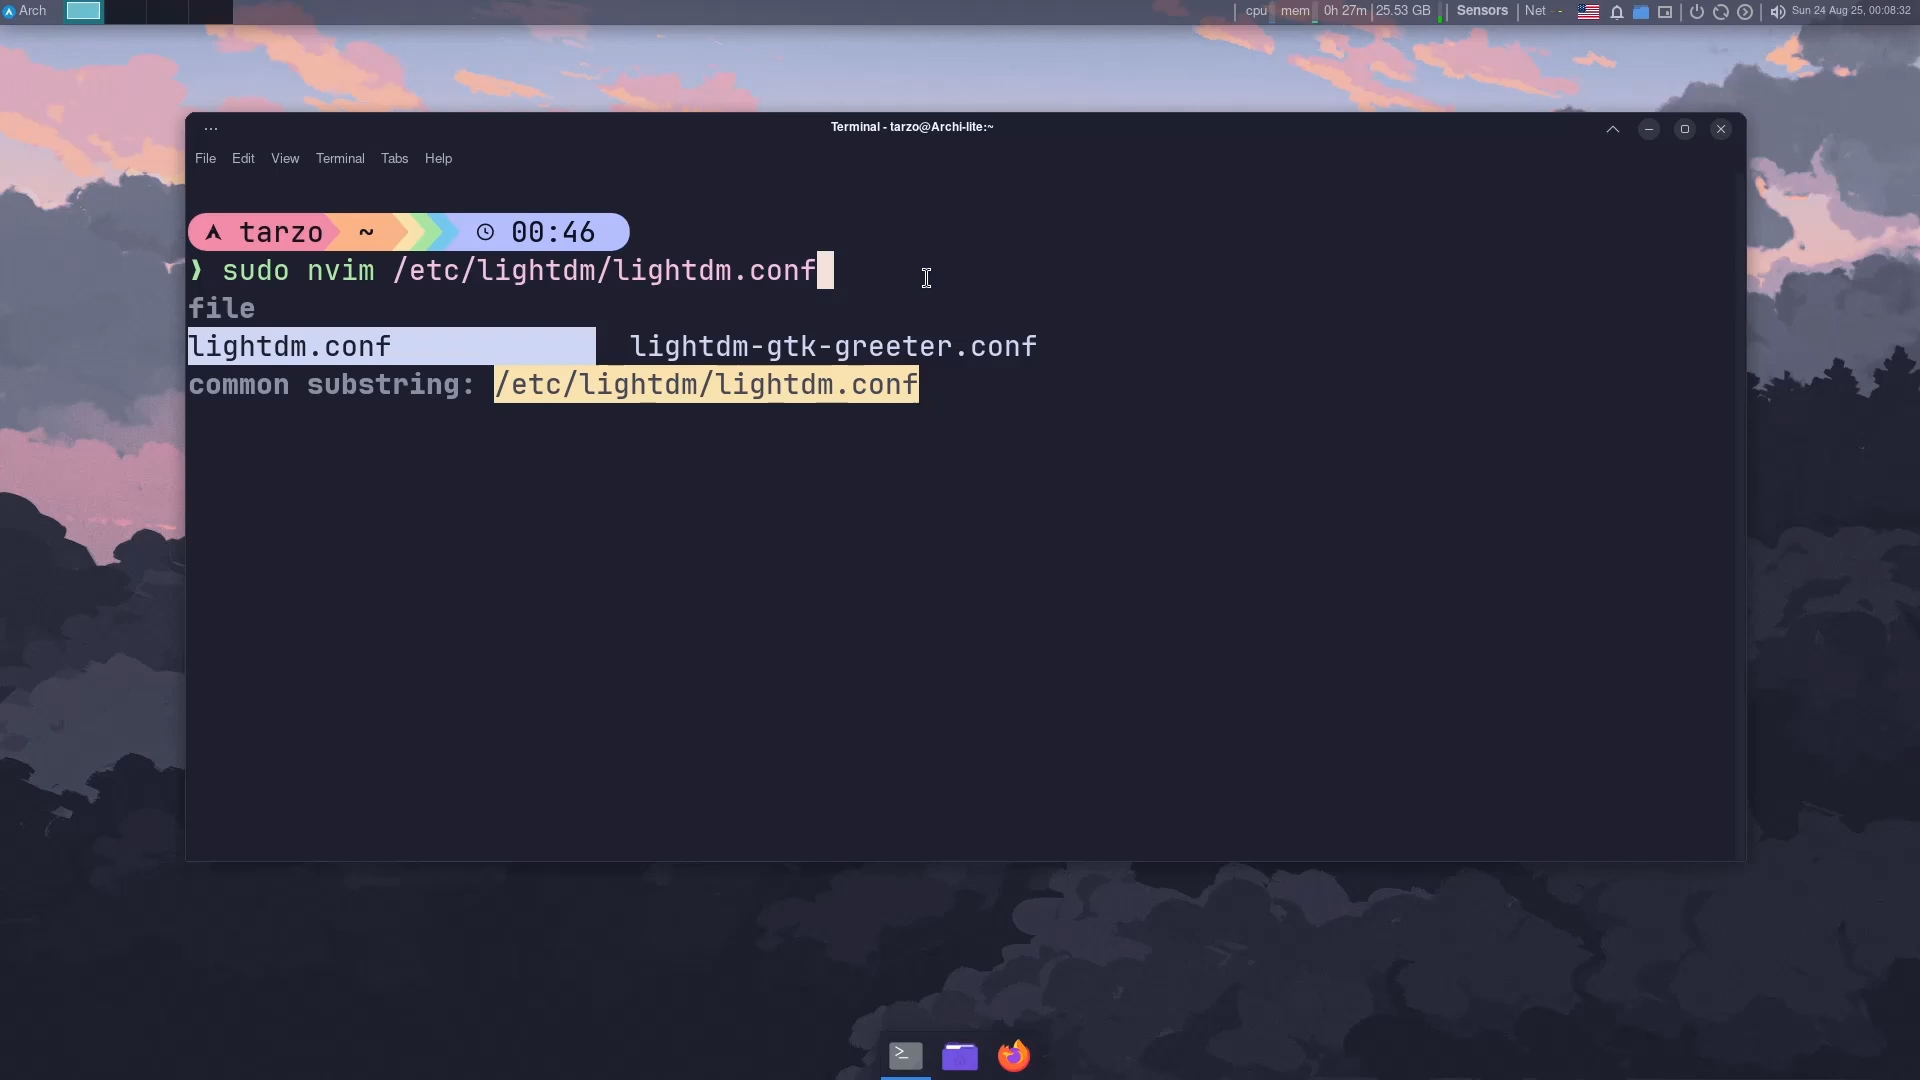 Arch
cpu mem 0h 27m 25.53 GB Sensors Net -- Sun 24 Aug 25, 00:08:32
... Terminal - tarzo@Archi-lite:~
File Edit View Terminal Tabs Help
tarzo ~ 00:46
❯ sudo nvim /etc/lightdm/lightdm.conf
file
lightdm.conf lightdm-gtk-greeter.conf
common substring: /etc/lightdm/lightdm.conf